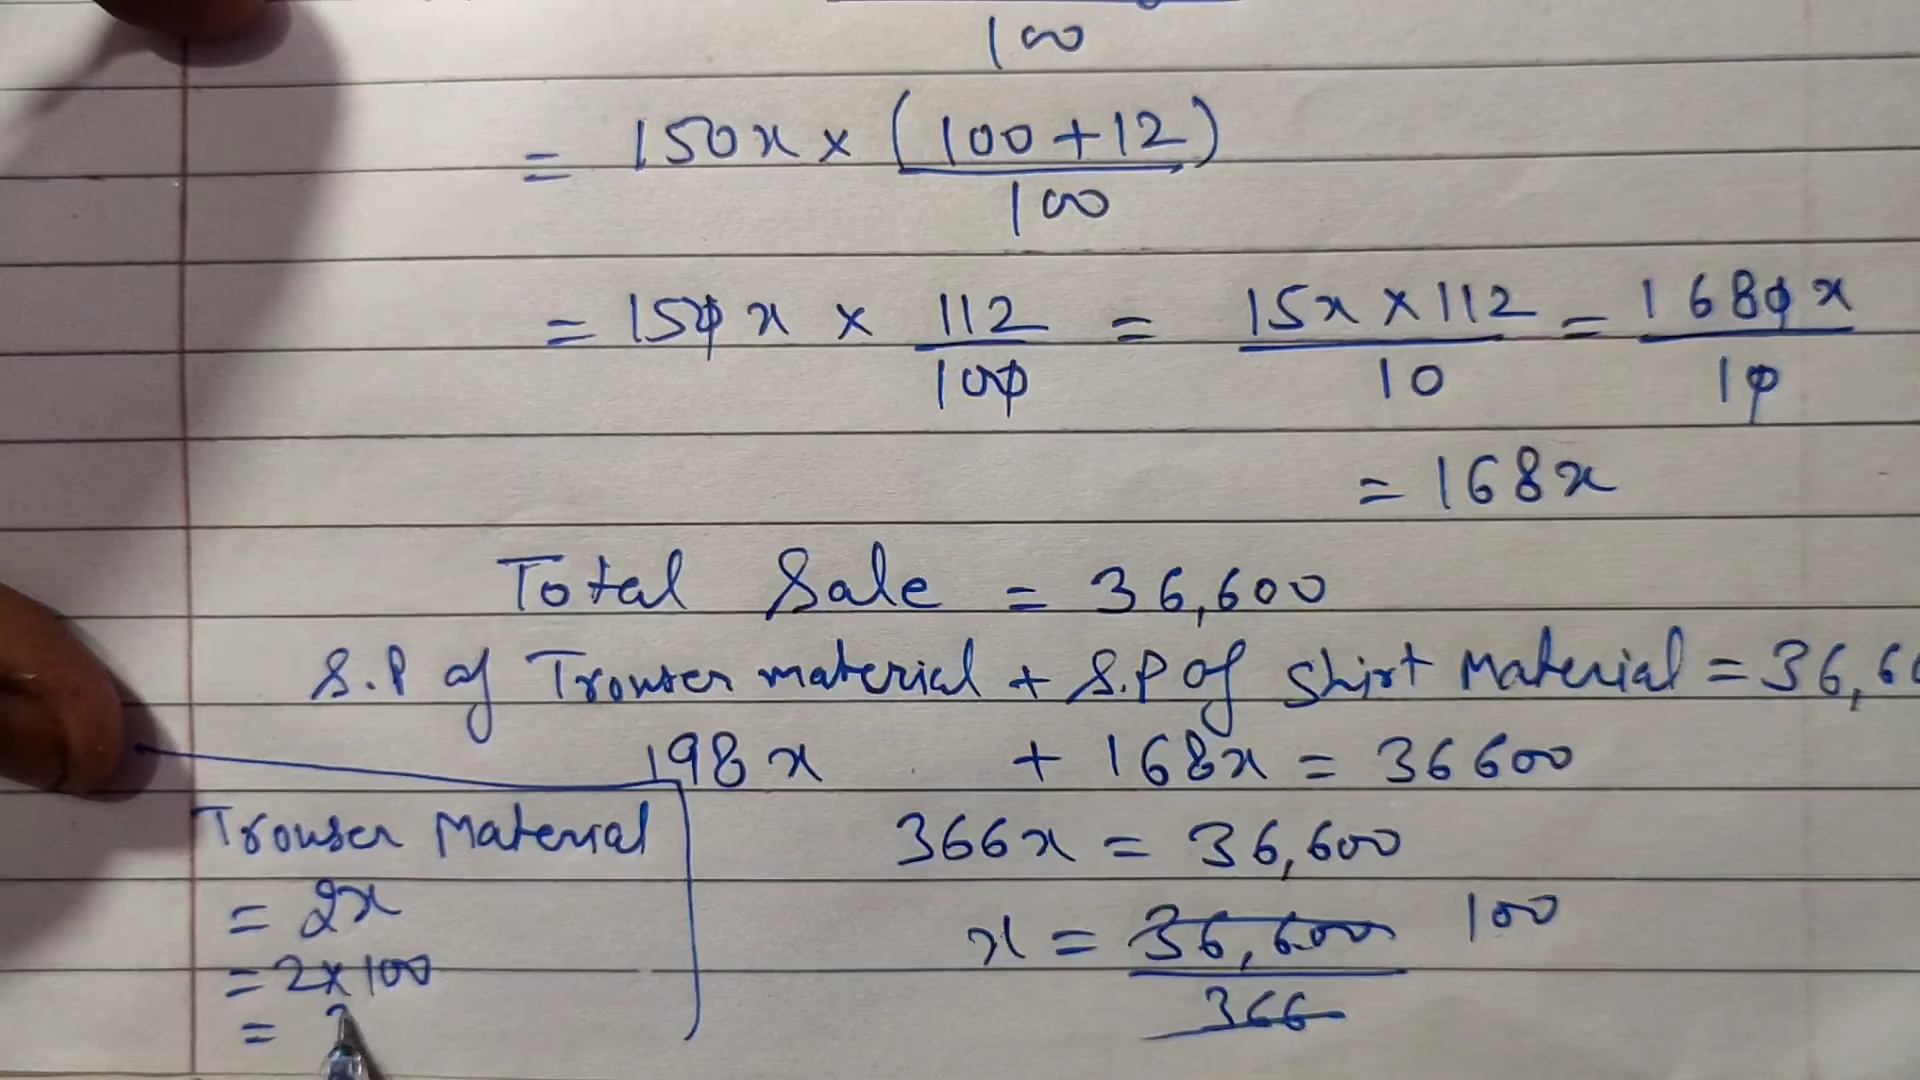 100
= 150x × (100+12)/100
= 150x × 112/100 = 15x×112/10 = 1680x/10
= 168x
Total Sale = 36,600
S.P of Trouser material + S.P of Shirt Material = 36,6
198x + 168x = 36600
Trouser Material 366x = 36,600
= 2x
x = 36,600/366 100
= 2×100
=